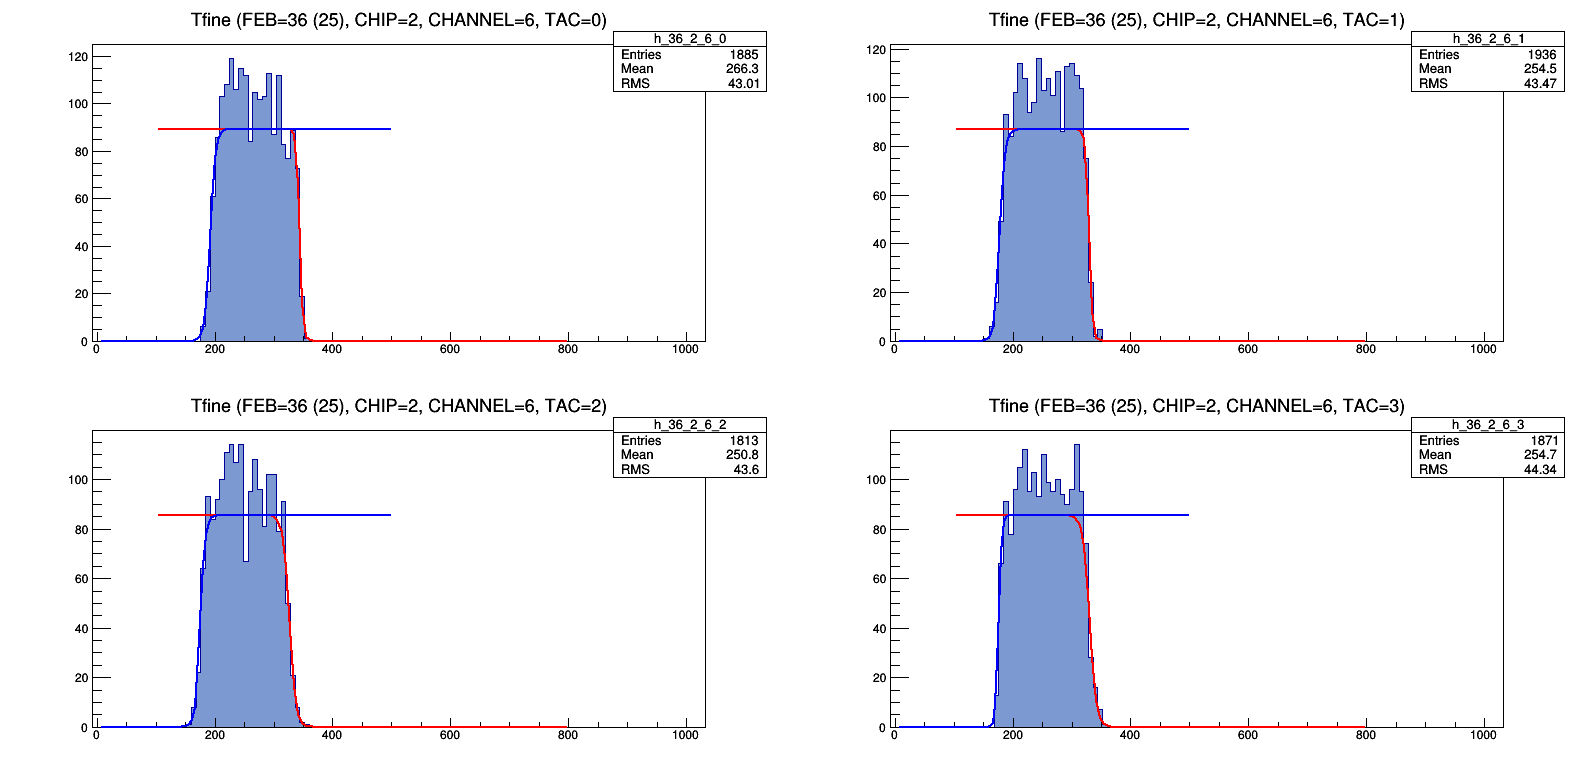 Tfine (FEB=36 (25), CHIP=2, CHANNEL=6, TAC=0)
h_36_2_6_0
Entries 1885
Mean 266.3
RMS 43.01
120
100
80
60
40
20
0
0 200 400 600 800 1000
Tfine (FEB=36 (25), CHIP=2, CHANNEL=6, TAC=1)
h_36_2_6_1
Entries 1936
Mean 254.5
RMS 43.47
120
100
80
60
40
20
0
0 200 400 600 800 1000
Tfine (FEB=36 (25), CHIP=2, CHANNEL=6, TAC=2)
h_36_2_6_2
Entries 1813
Mean 250.8
RMS 43.6
100
80
60
40
20
0
0 200 400 600 800 1000
Tfine (FEB=36 (25), CHIP=2, CHANNEL=6, TAC=3)
h_36_2_6_3
Entries 1871
Mean 254.7
RMS 44.34
100
80
60
40
20
0
0 200 400 600 800 1000